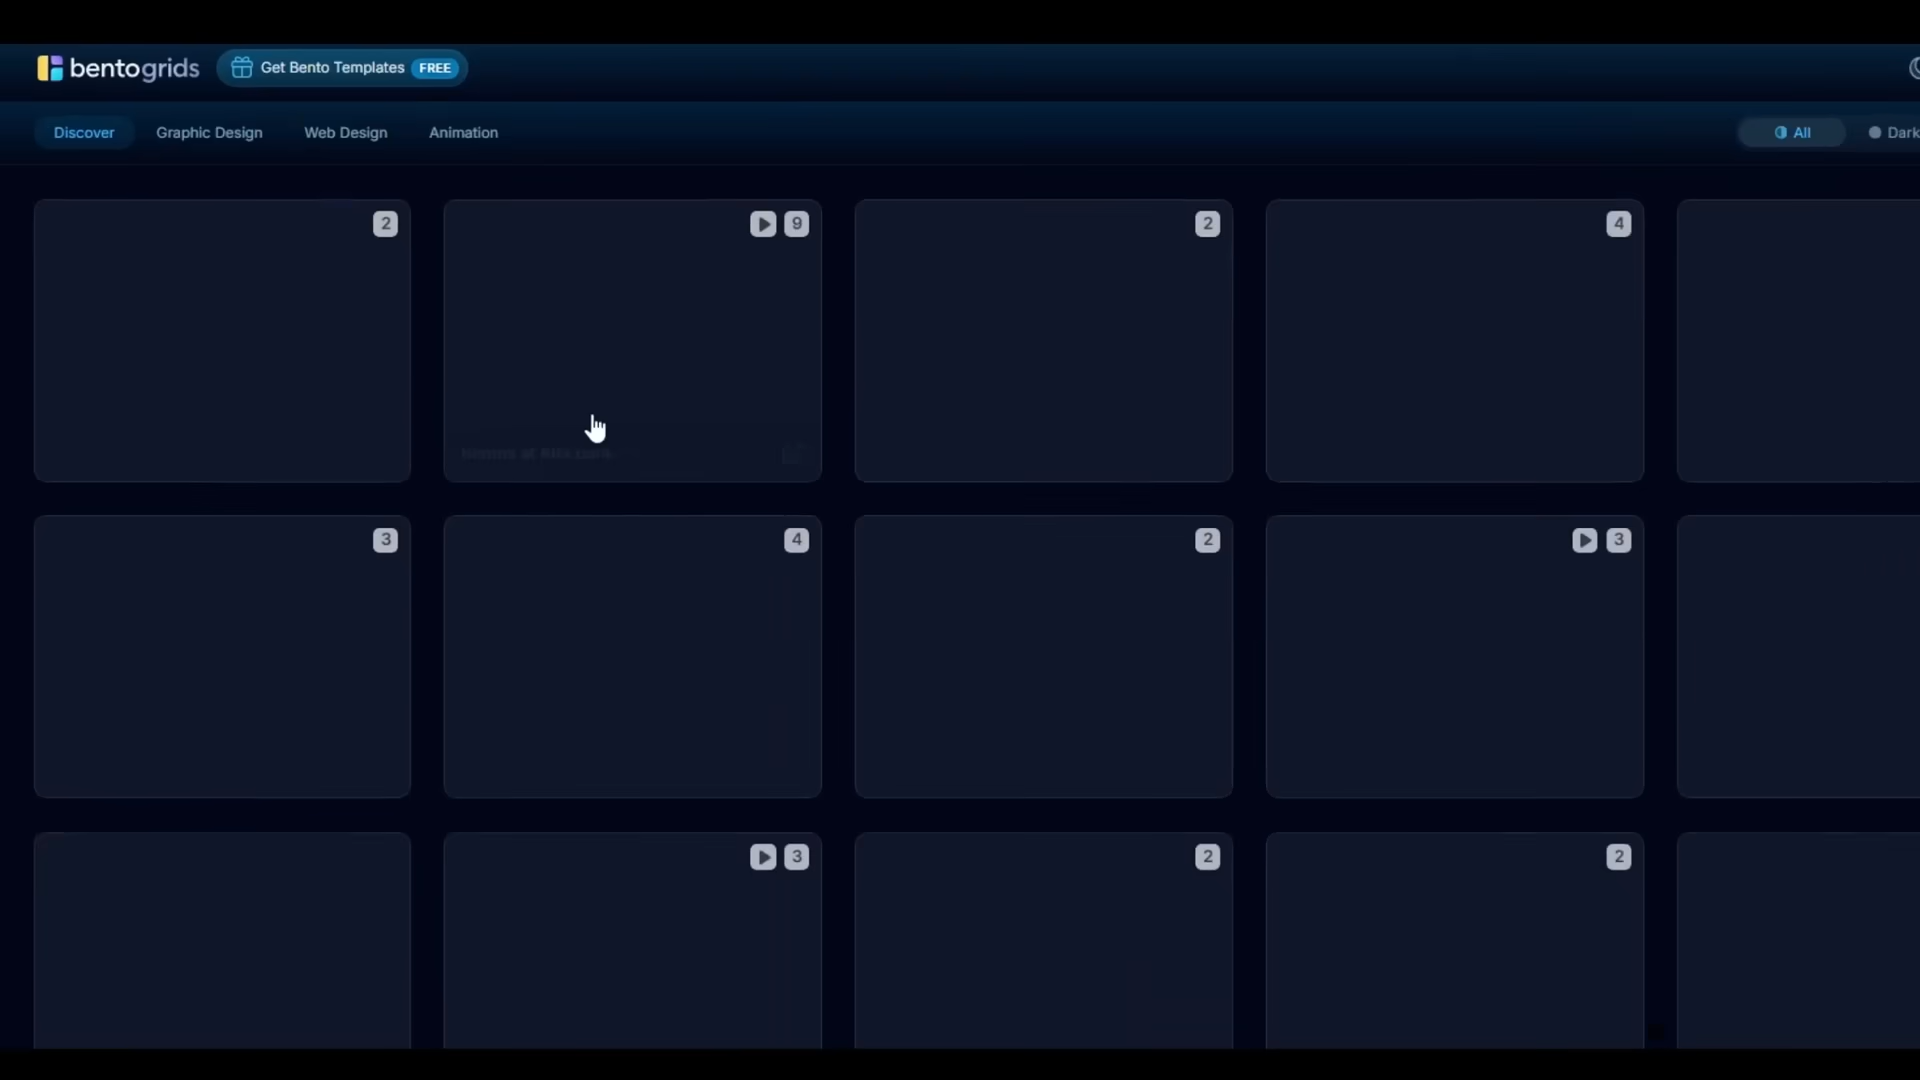 bentogrids
Get Bento Templates FREE
Discover Graphic Design Web Design Animation
All Dark
2 9 2 4
3 4 2 3
3 2 2